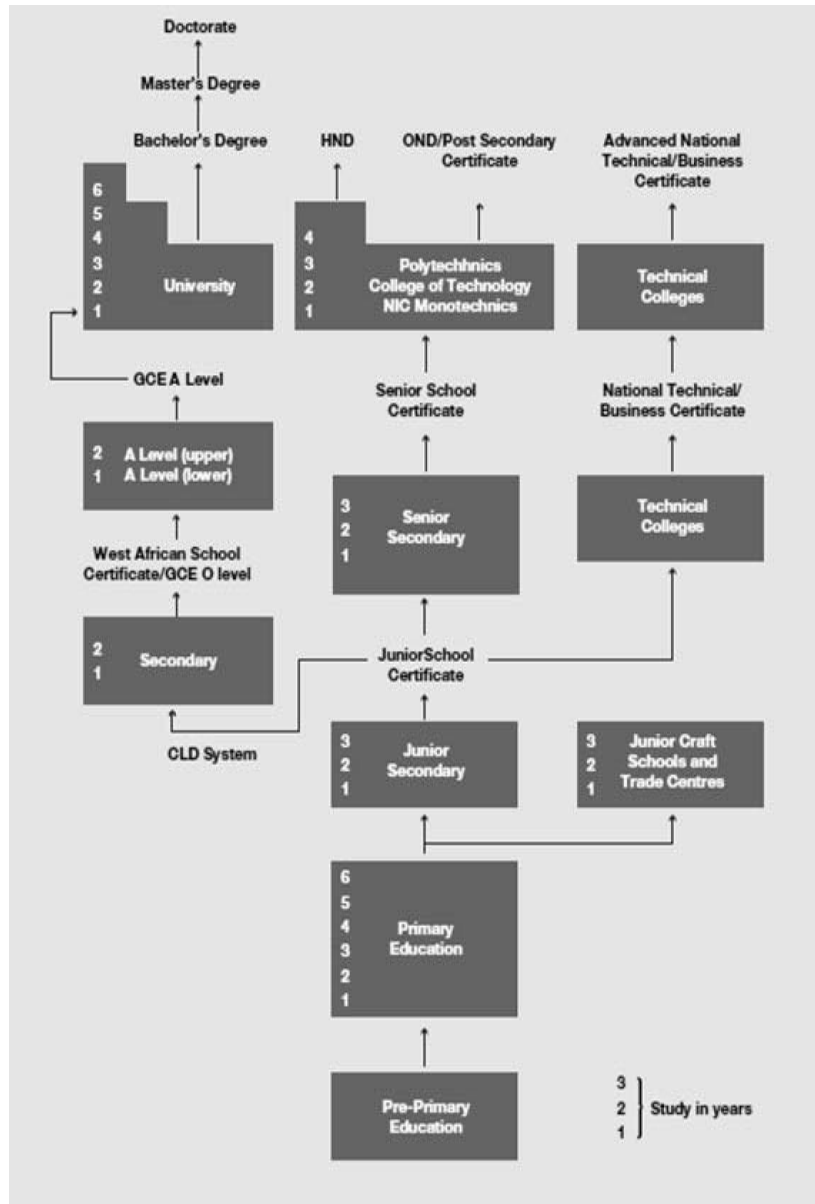 Doctorate
Master's Degree
Bachelor's Degree
HND
OND/Post Secondary
Certificate
Advanced National
Technical/Business
Certificate
6
5
4
3
2
1
University
4
3
2
1
Polytechhnics
College of Technology
NIC Monotechnics
Technical
Colleges
GCE A Level
Senior School
Certificate
National Technical/
Business Certificate
2
1
A Level (upper)
A Level (lower)
3
2
1
Senior
Secondary
Technical
Colleges
West African School
Certificate/GCE O level
2
1
Secondary
JuniorSchool
Certificate
CLD System
3
2
1
Junior
Secondary
3
2
1
Junior Craft
Schools and
Trade Centres
6
5
4
3
2
1
Primary
Education
Pre-Primary
Education
3
2
1
Study in years